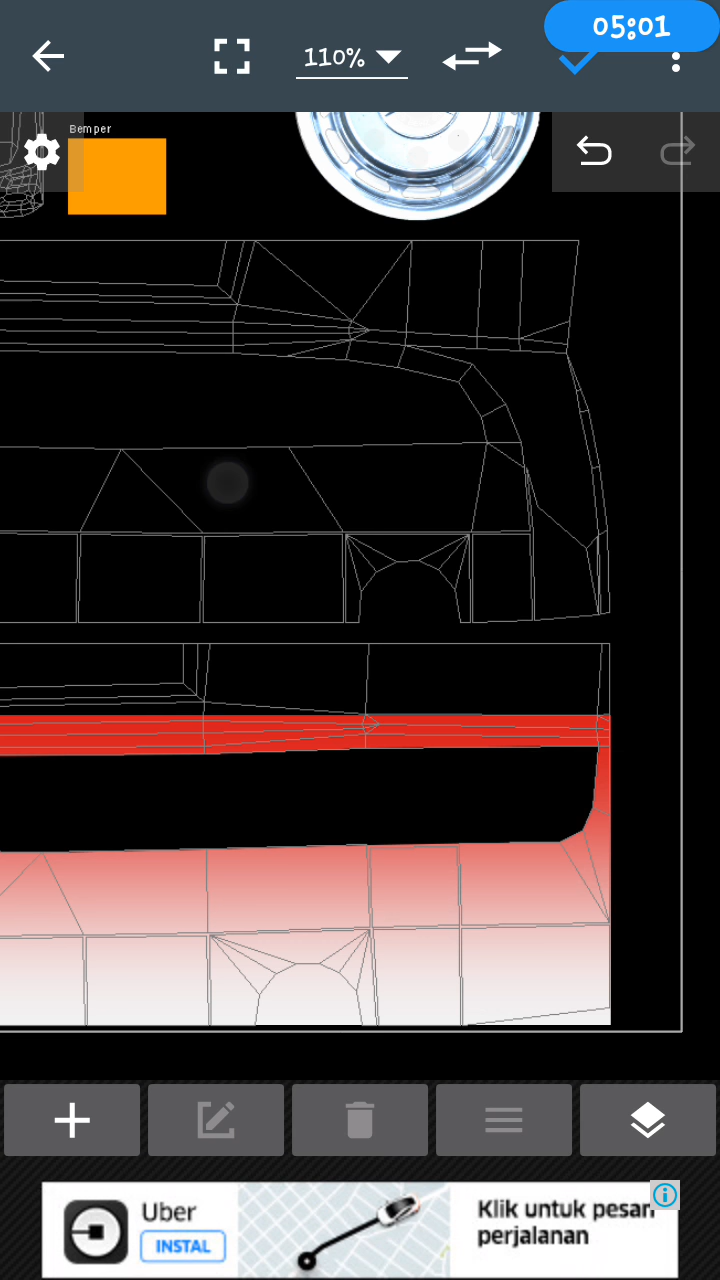 05:01
110%
Bemper
Uber
INSTAL
Klik untuk pesan
perjalanan